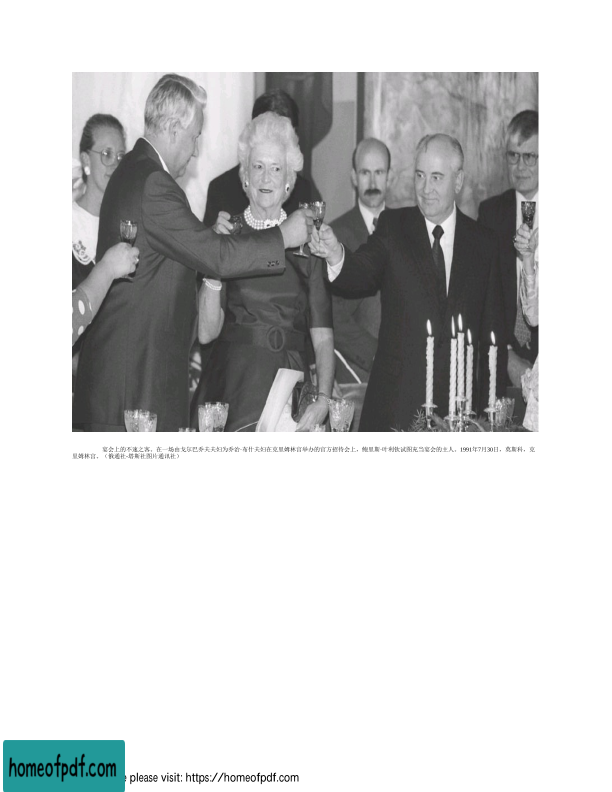 宴会上的不速之客。在一场由戈尔巴乔夫夫妇为乔治·布什夫妇在克里姆林宫举办的官方招待会上，鲍里斯·叶利钦试图充当宴会的主人。1991年7月30日，莫斯科，克
里姆林宫。（俄通社-塔斯社图片通讯社）
homeofpdf.com
e please visit: https://homeofpdf.com